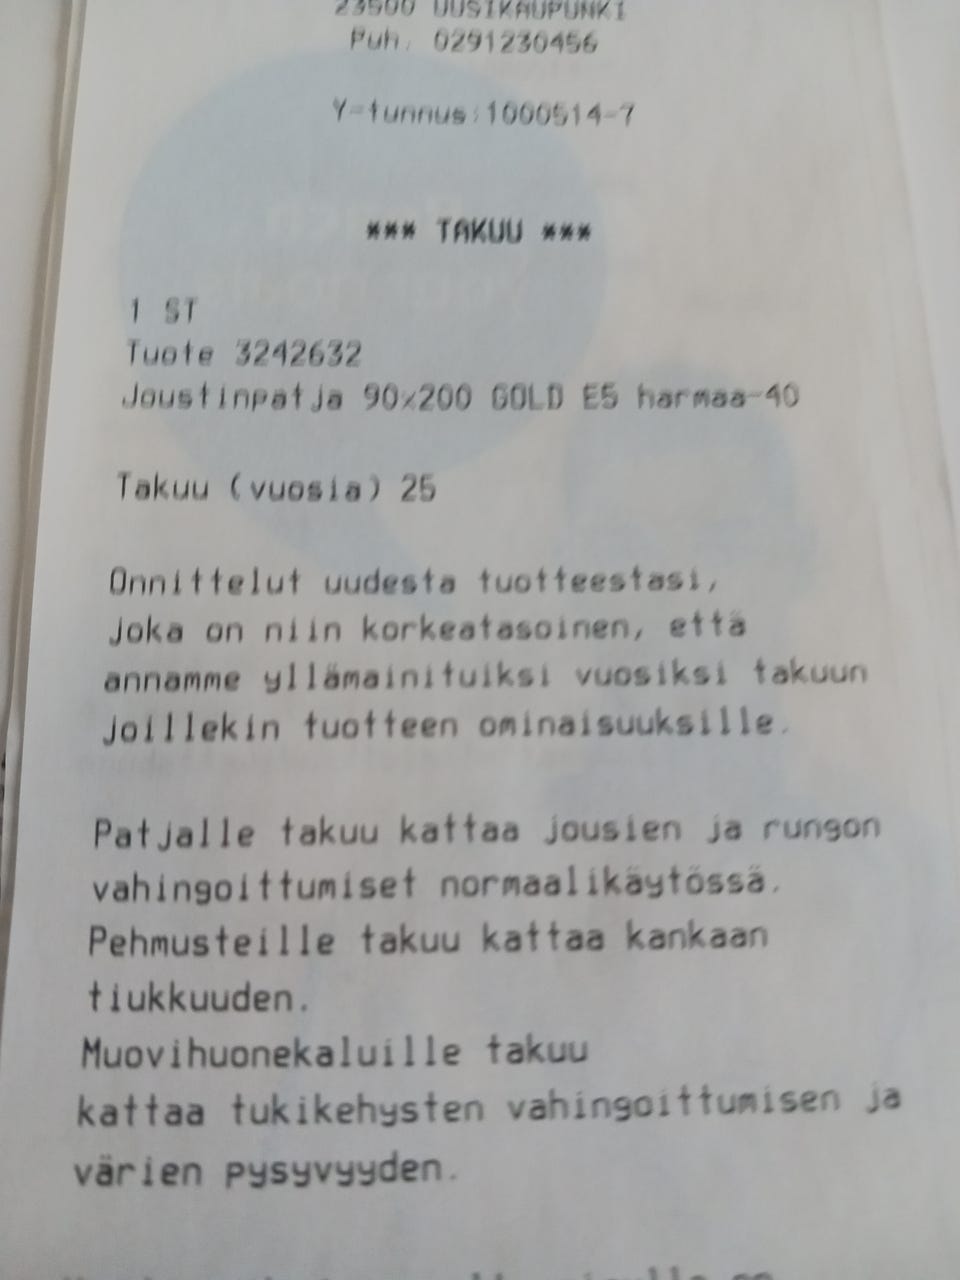 23500 UUSIKAUPUNKI
Puh. 0291230456
Y-tunnus:1000514-7
*** TAKUU ***
1 ST
Tuote 3242632
Joustinpatja 90x200 GOLD E5 harmaa-40
Takuu (vuosia) 25
Onnittelut uudesta tuotteestasi,
joka on niin korkeatasoinen, että
annamme yllämainituiksi vuosiksi takuun
joillekin tuotteen ominaisuuksille.
Patjalle takuu kattaa jousien ja rungon
vahingoittumiset normaalikäytössä.
Pehmusteille takuu kattaa kankaan
tiukkuuden.
Muovihuonekaluille takuu
kattaa tukikehysten vahingoittumisen ja
värien pysyvyyden.